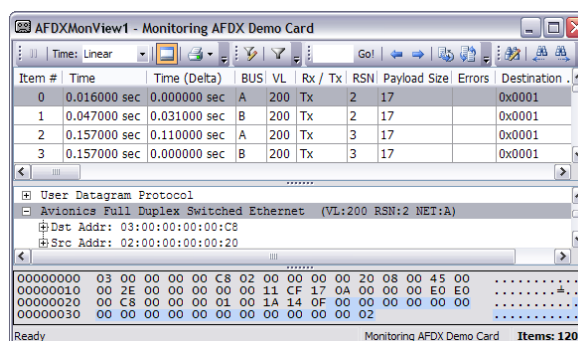 AFDXMonView1 - Monitoring AFDX Demo Card
Time: Linear Go!
Item # Time Time (Delta) BUS VL Rx / Tx RSN Payload Size Errors Destination .
0 0.016000 sec 0.000000 sec A 200 Tx 2 17 0x0001
1 0.047000 sec 0.031000 sec B 200 Tx 2 17 0x0001
2 0.157000 sec 0.110000 sec A 200 Tx 3 17 0x0001
3 0.157000 sec 0.000000 sec B 200 Tx 3 17 0x0001
User Datagram Protocol
Avionics Full Duplex Switched Ethernet (VL:200 RSN:2 NET:A)
Dst Addr: 03:00:00:00:00:C8
Src Addr: 02:00:00:00:00:20
00000000 03 00 00 00 00 C8 02 00 00 00 00 20 08 00 45 00 ................
00000010 00 2E 00 00 00 00 11 CF 17 0A 00 00 00 E0 E0
00000020 00 C8 00 00 01 00 1A 14 0F 00 00 00 00 00 00
00000030 00 00 00 00 00 00 00 00 00 00 02
Ready Monitoring AFDX Demo Card Items: 120